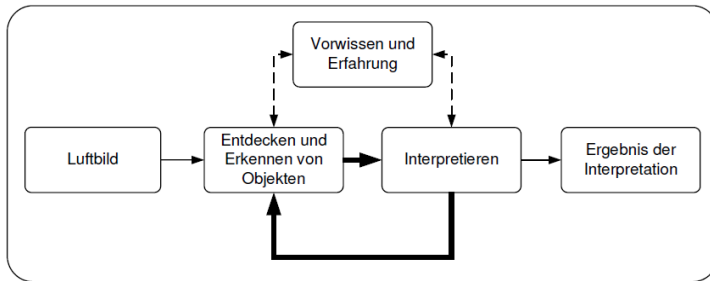 Vorwissen und
Erfahrung
Luftbild
Entdecken und
Erkennen von
Objekten
Interpretieren
Ergebnis der
Interpretation